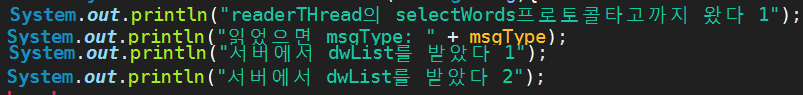 System.out.println("readerTHread의 selectWords프로토콜타고까지 왔다 1");
System.out.println("읽었으면 msgType: " + msgType);
System.out.println("서버에서 dwList를 받았다 1");
System.out.println("서버에서 dwList를 받았다 2");